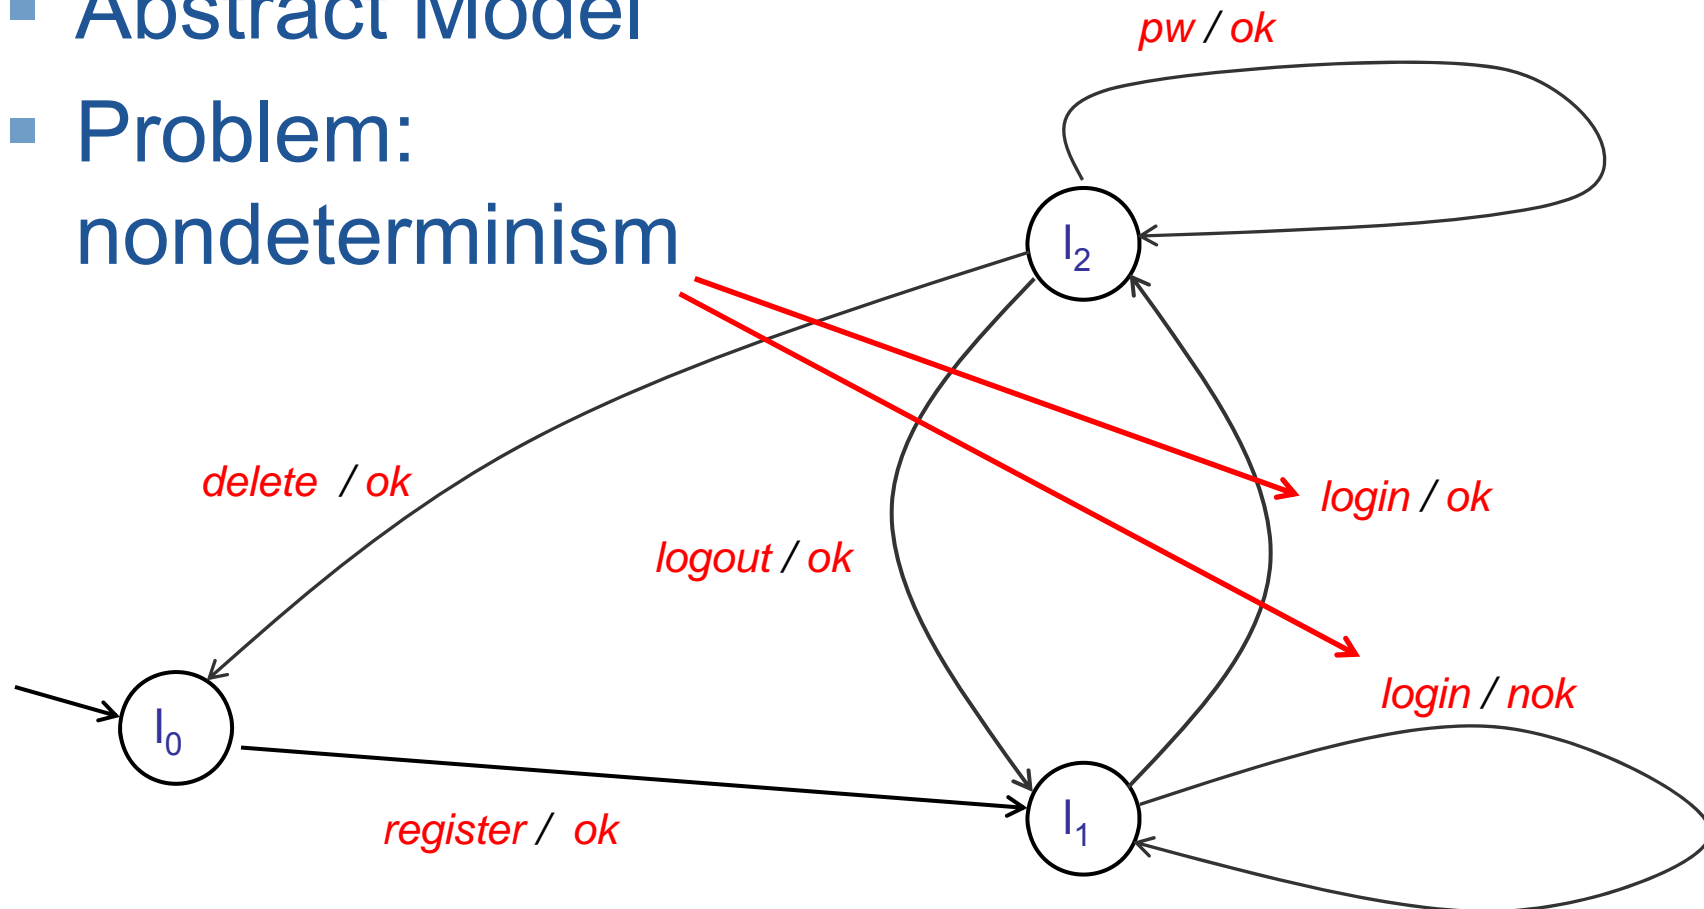 Abstract Model
pw / ok
Problem:
nondeterminism
l2
delete / ok
login / ok
logout / ok
login / nok
l0
register / ok
l1